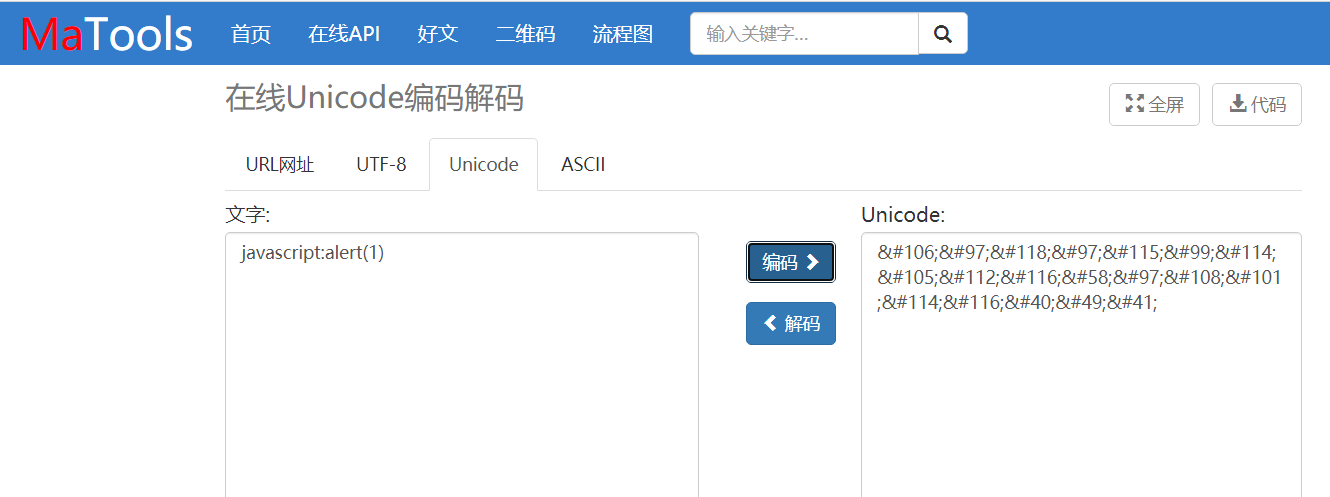 MaTools 首页 在线API 好文 二维码 流程图 输入关键字...
在线Unicode编码解码 全屏 代码
URL网址 UTF-8 Unicode ASCII
文字: Unicode:
javascript:alert(1)
编码
解码
&#106;&#97;&#118;&#97;&#115;&#99;&#114;
&#105;&#112;&#116;&#58;&#97;&#108;&#101
;&#114;&#116;&#40;&#49;&#41;